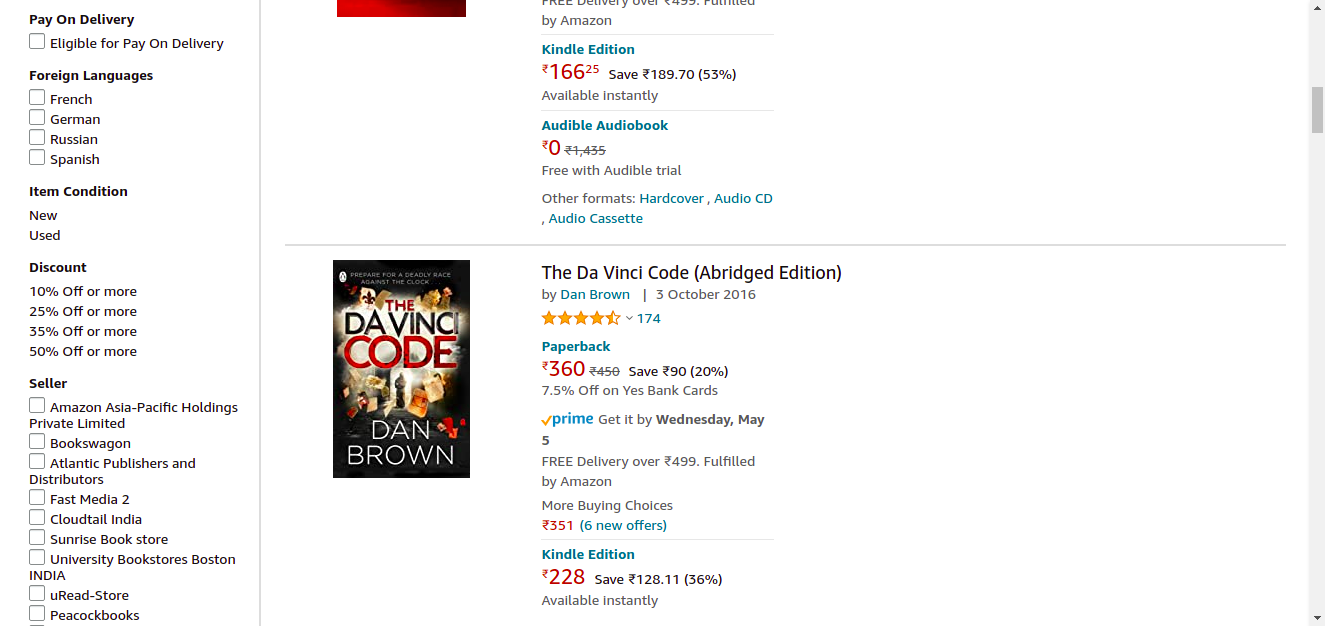 Pay On Delivery
Eligible for Pay On Delivery
Foreign Languages
French
German
Russian
Spanish
Item Condition
New
Used
Discount
10% Off or more
25% Off or more
35% Off or more
50% Off or more
Seller
Amazon Asia-Pacific Holdings
Private Limited
Bookswagon
Atlantic Publishers and
Distributors
Fast Media 2
Cloudtail India
Sunrise Book store
University Bookstores Boston
INDIA
uRead-Store
Peacockbooks
FREE Delivery over ₹499. Fulfilled
by Amazon
Kindle Edition
₹16625 Save ₹189.70 (53%)
Available instantly
Audible Audiobook
₹0 ₹1,435
Free with Audible trial
Other formats: Hardcover , Audio CD
, Audio Cassette
PREPARE FOR A DEADLY RACE
AGAINST THE CLOCK...
THE
DA VINCI
CODE
DAN
BROWN
The Da Vinci Code (Abridged Edition)
by Dan Brown | 3 October 2016
174
Paperback
₹360 ₹450 Save ₹90 (20%)
7.5% Off on Yes Bank Cards
prime Get it by Wednesday, May
5
FREE Delivery over ₹499. Fulfilled
by Amazon
More Buying Choices
₹351 (6 new offers)
Kindle Edition
₹228 Save ₹128.11 (36%)
Available instantly